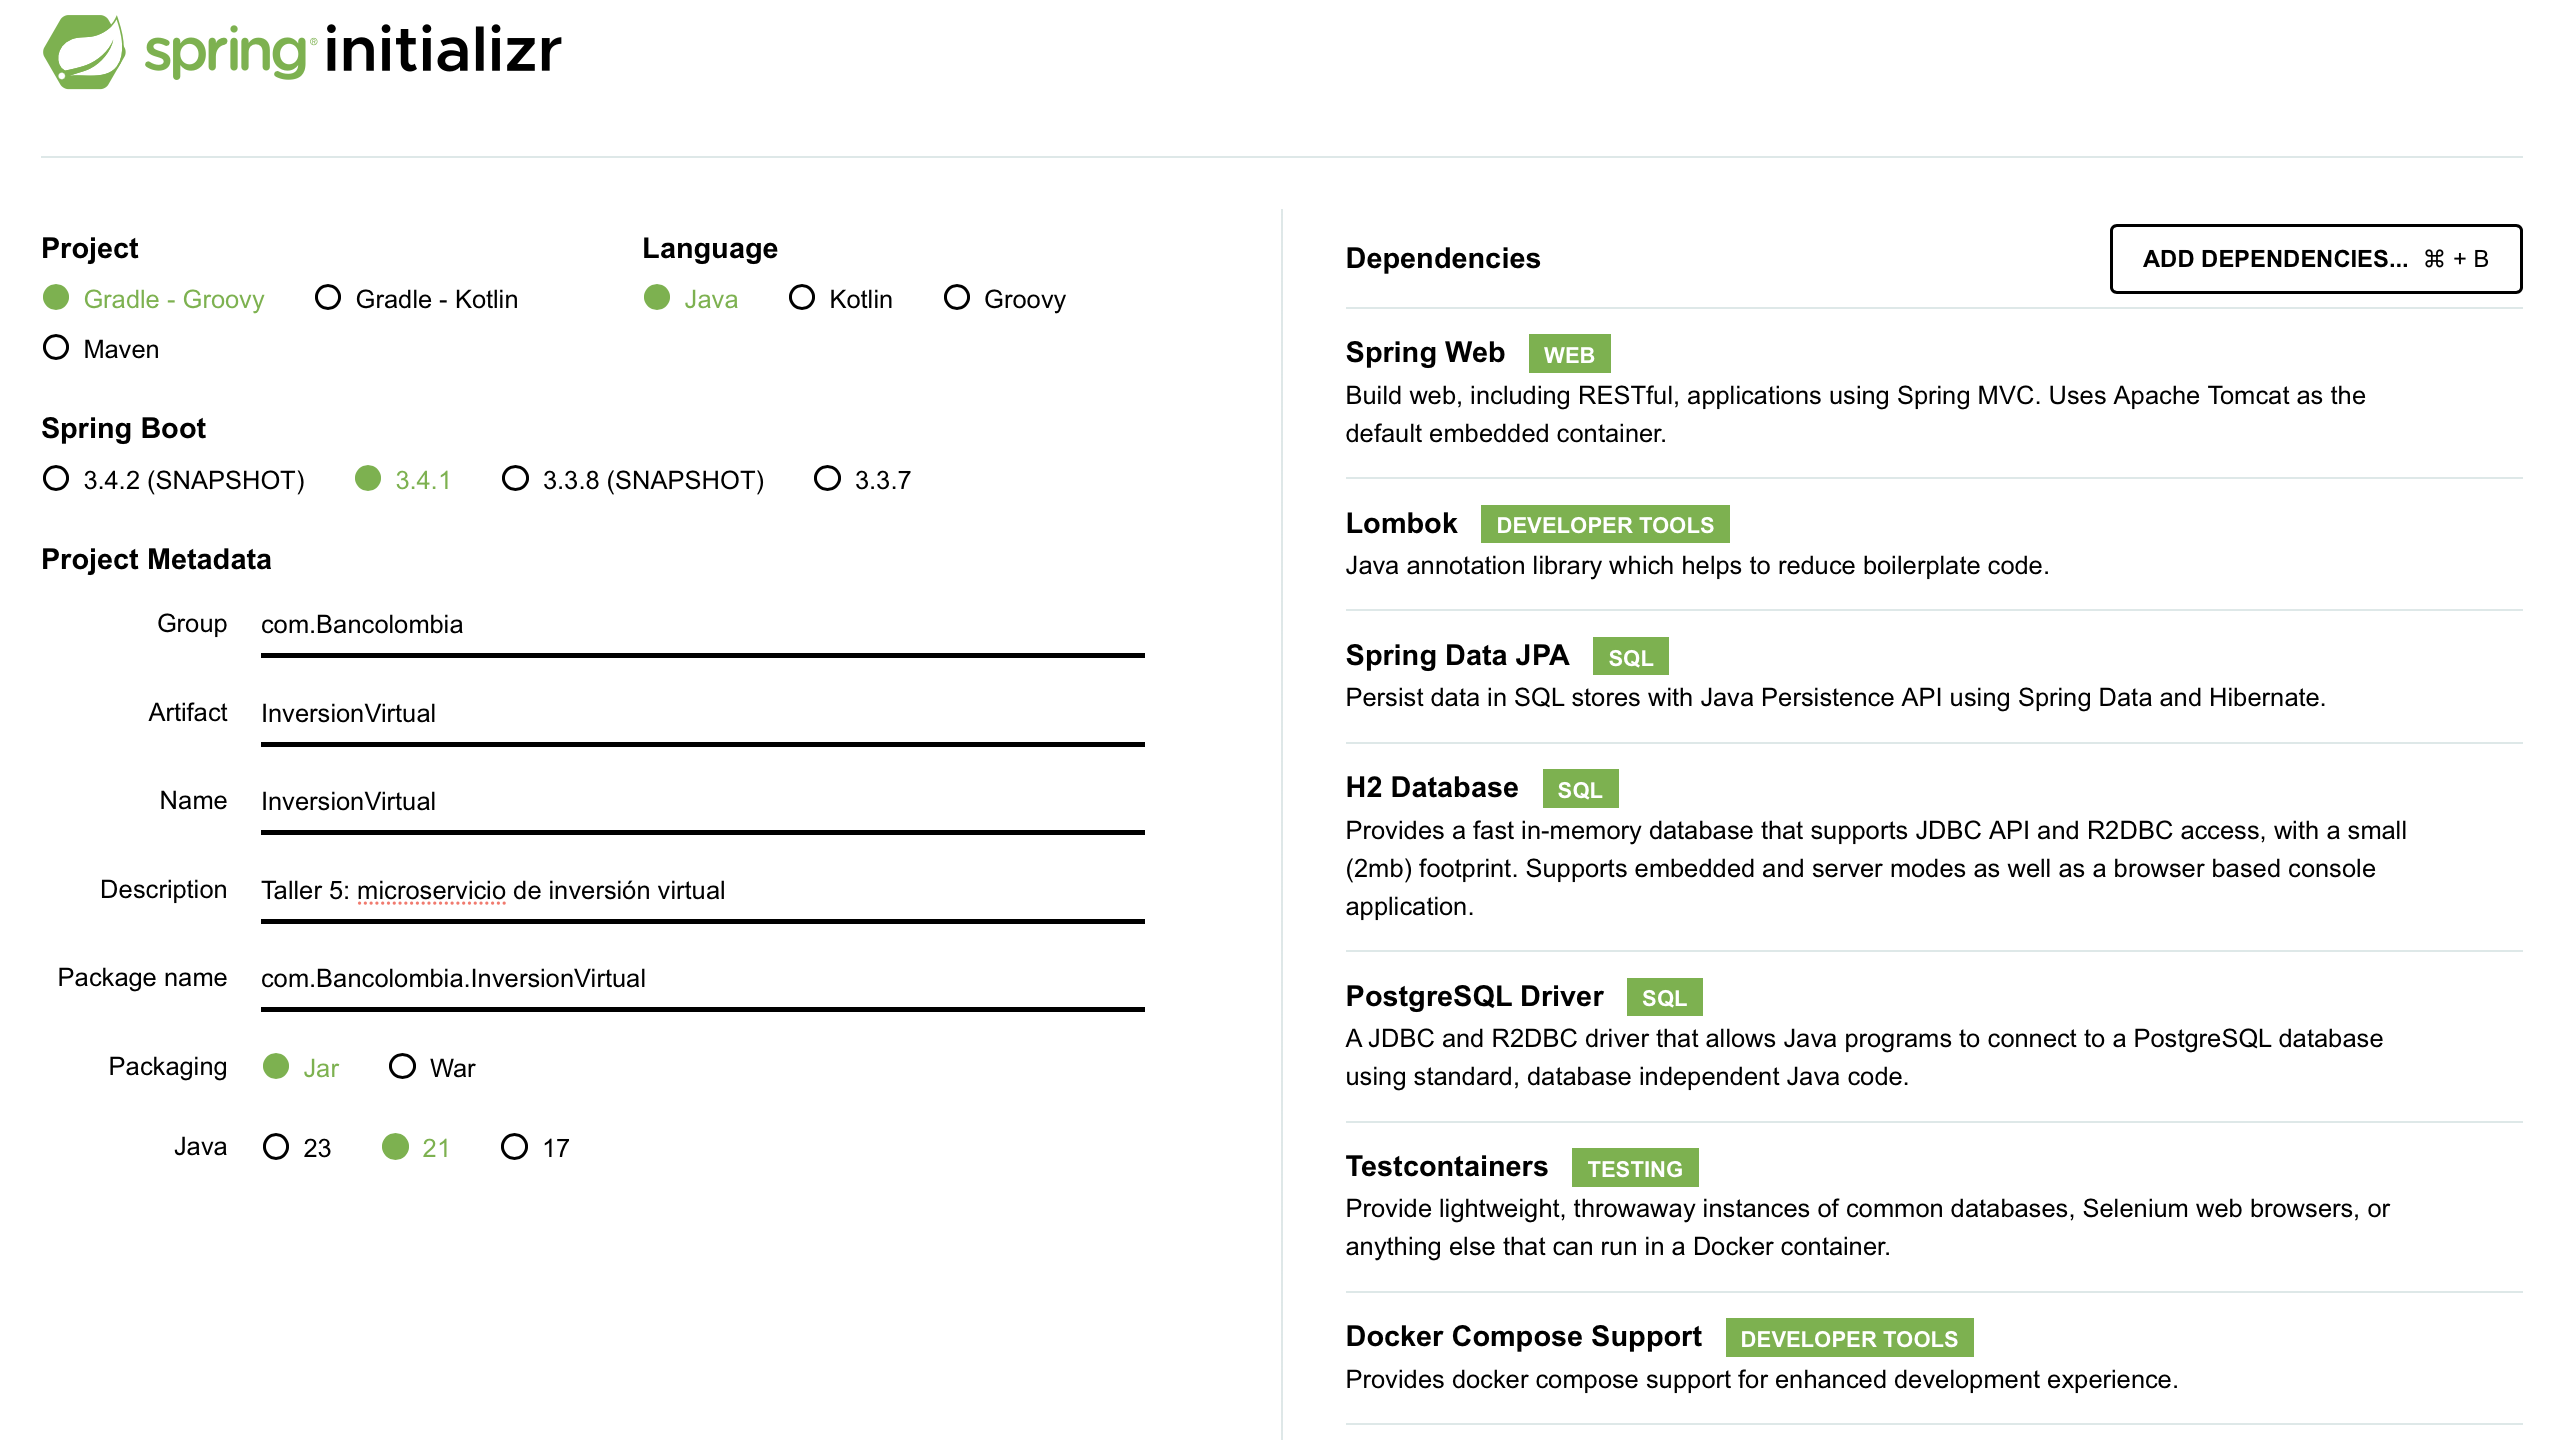 spring® initializr
Project
Gradle - Groovy Gradle - Kotlin
Maven
Language
Java Kotlin Groovy
Spring Boot
3.4.2 (SNAPSHOT) 3.4.1 3.3.8 (SNAPSHOT) 3.3.7
Project Metadata
Group com.Bancolombia
Artifact InversionVirtual
Name InversionVirtual
Description Taller 5: microservicio de inversión virtual
Package name com.Bancolombia.InversionVirtual
Packaging Jar War
Java 23 21 17
Dependencies ADD DEPENDENCIES... ⌘ + B
Spring Web WEB
Build web, including RESTful, applications using Spring MVC. Uses Apache Tomcat as the
default embedded container.
Lombok DEVELOPER TOOLS
Java annotation library which helps to reduce boilerplate code.
Spring Data JPA SQL
Persist data in SQL stores with Java Persistence API using Spring Data and Hibernate.
H2 Database SQL
Provides a fast in-memory database that supports JDBC API and R2DBC access, with a small
(2mb) footprint. Supports embedded and server modes as well as a browser based console
application.
PostgreSQL Driver SQL
A JDBC and R2DBC driver that allows Java programs to connect to a PostgreSQL database
using standard, database independent Java code.
Testcontainers TESTING
Provide lightweight, throwaway instances of common databases, Selenium web browsers, or
anything else that can run in a Docker container.
Docker Compose Support DEVELOPER TOOLS
Provides docker compose support for enhanced development experience.